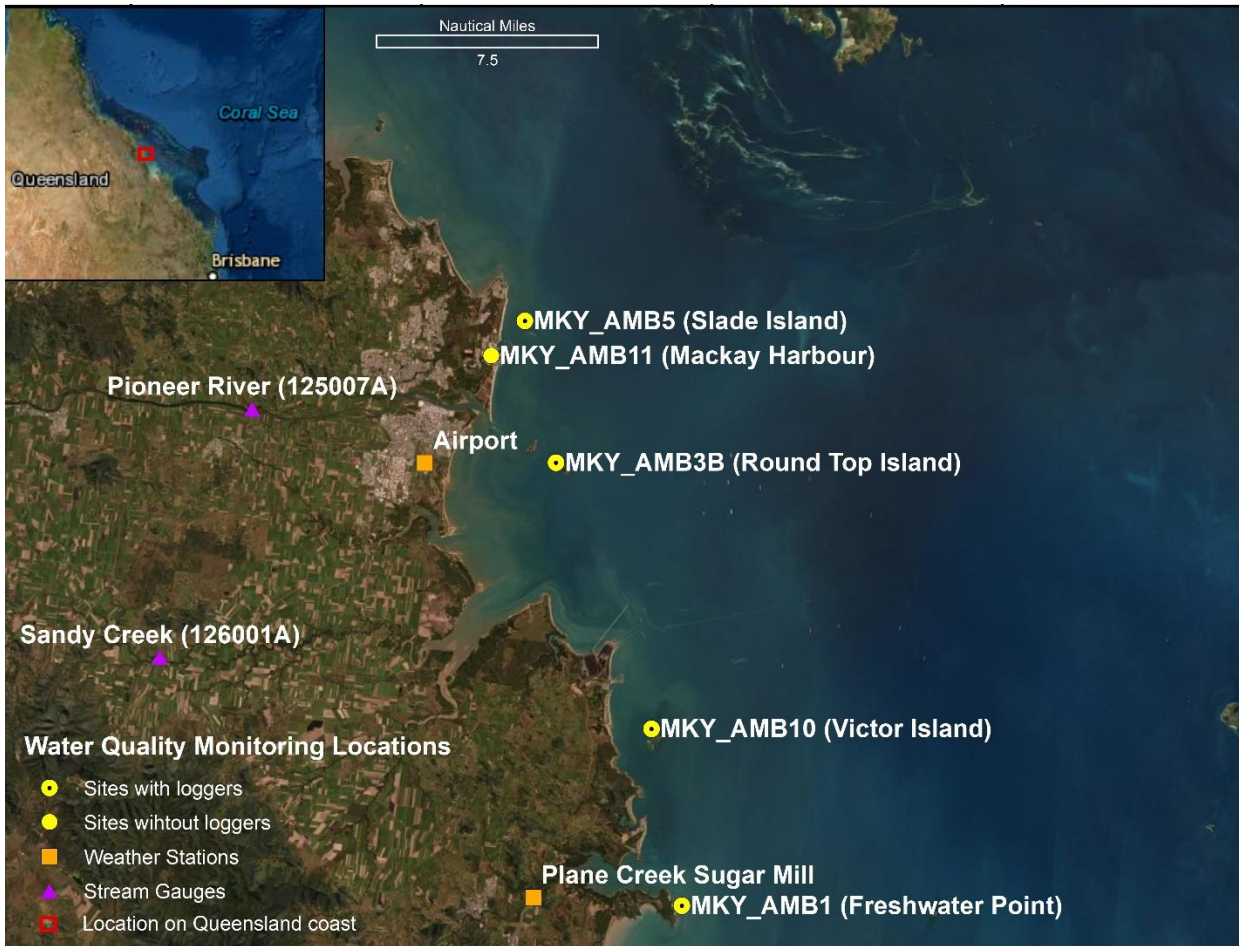 Nautical Miles
7.5
Coral Sea
Queensland
Brisbane
MKY_AMB5 (Slade Island)
MKY_AMB11 (Mackay Harbour)
Pioneer River (125007A)
Airport
MKY_AMB3B (Round Top Island)
Sandy Creek (126001A)
MKY_AMB10 (Victor Island)
Water Quality Monitoring Locations
Sites with loggers
Sites wihtout loggers
Weather Stations
Stream Gauges
Location on Queensland coast
Plane Creek Sugar Mill
MKY_AMB1 (Freshwater Point)